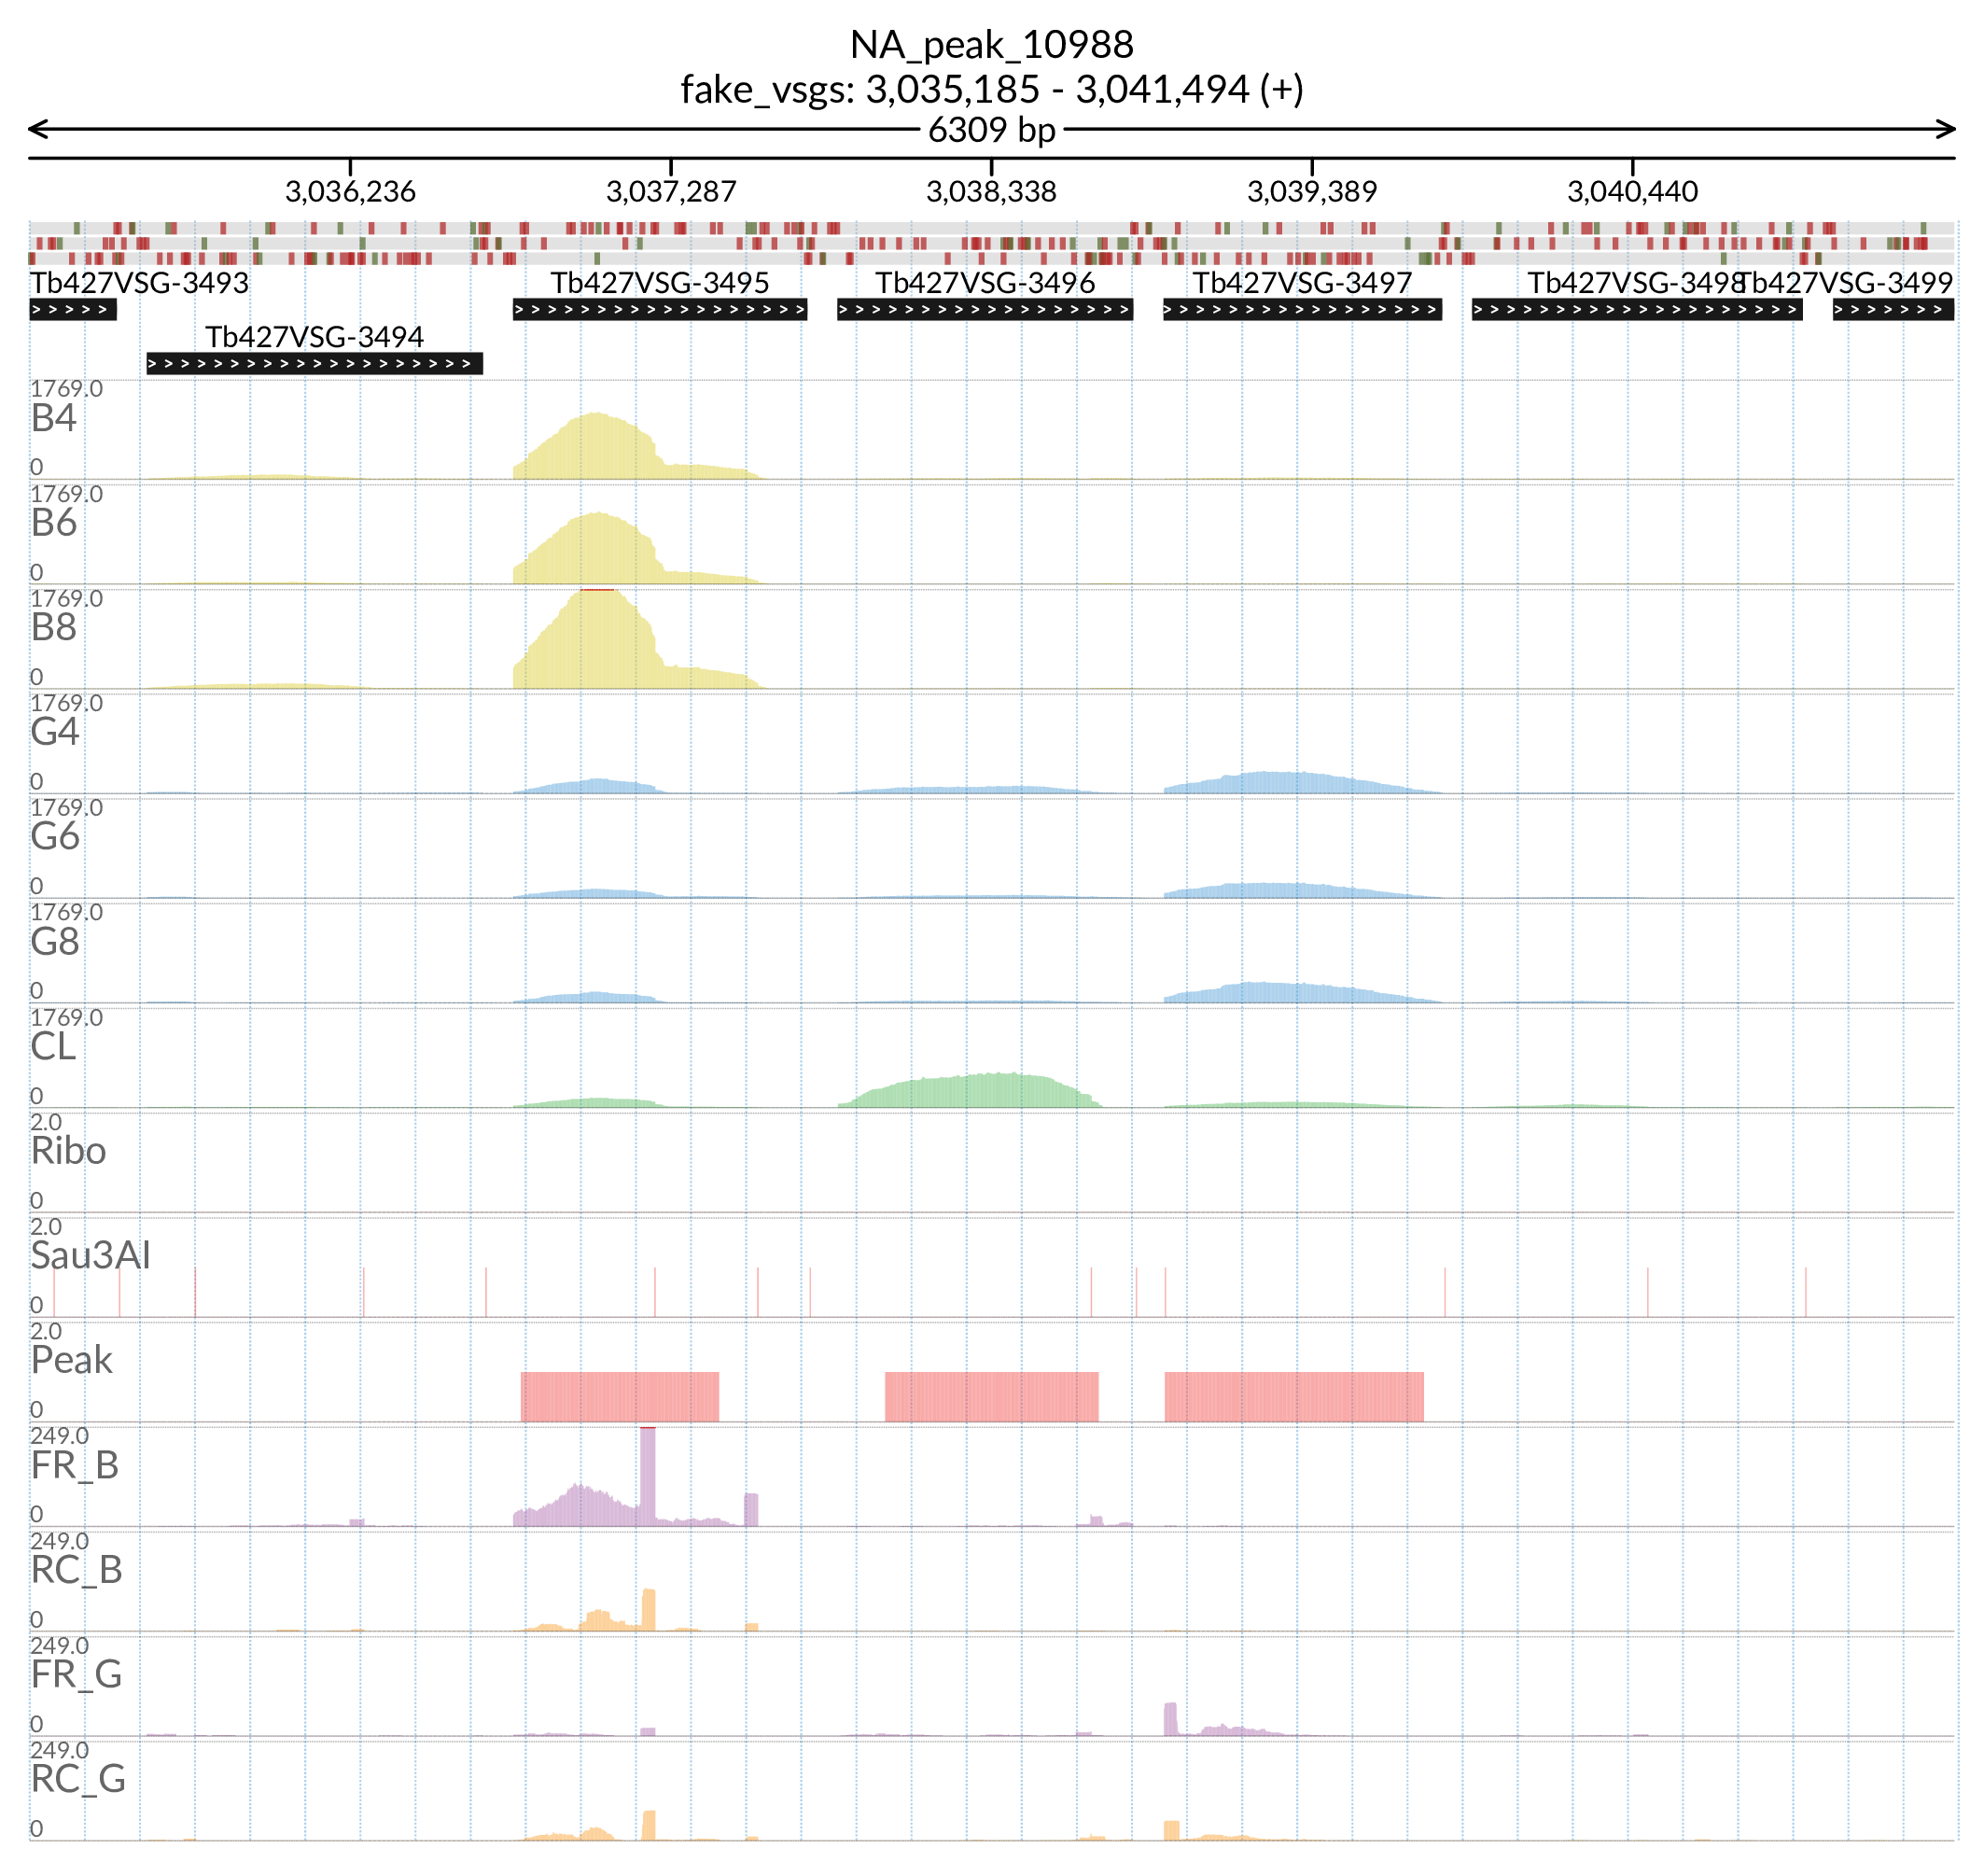 NA_peak_10988
fake_vsgs: 3,035,185 - 3,041,494 (+)
6309 bp
3,036,236 3,037,287 3,038,338 3,039,389 3,040,440
Tb427VSG-3493 Tb427VSG-3495 Tb427VSG-3496 Tb427VSG-3497 Tb427VSG-3498 Tb427VSG-3499
Tb427VSG-3494
1769.0
B4
0
1769.0
B6
0
1769.0
B8
0
1769.0
G4
0
1769.0
G6
0
1769.0
G8
0
1769.0
CL
0
2.0
Ribo
0
2.0
Sau3AI
0
2.0
Peak
0
249.0
FR_B
0
249.0
RC_B
0
249.0
FR_G
0
249.0
RC_G
0